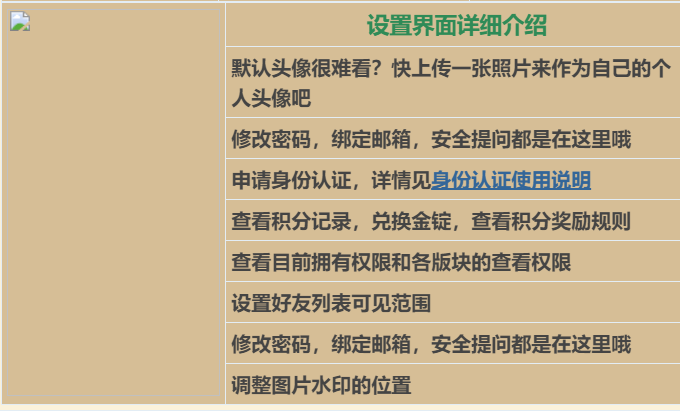 设置界面详细介绍
默认头像很难看？快上传一张照片来作为自己的个
人头像吧
修改密码，绑定邮箱，安全提问都是在这里哦
申请身份认证，详情见身份认证使用说明
查看积分记录，兑换金锭，查看积分奖励规则
查看目前拥有权限和各版块的查看权限
设置好友列表可见范围
修改密码，绑定邮箱，安全提问都是在这里哦
调整图片水印的位置